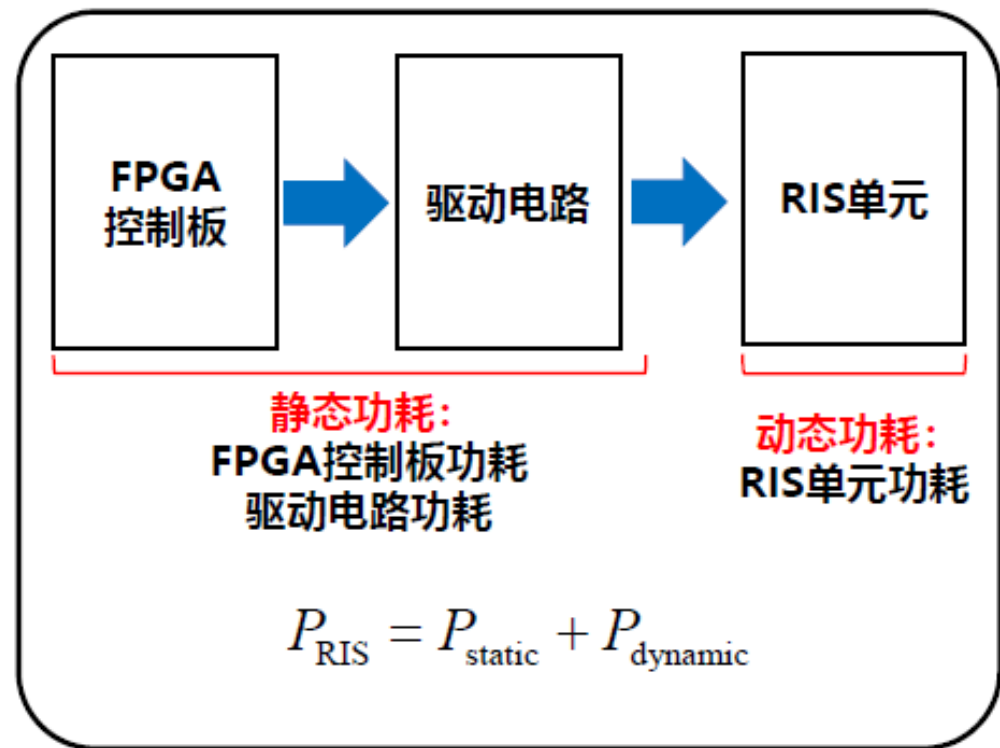 FPGA
控制板
驱动电路
RIS单元
静态功耗：
FPGA控制板功耗
驱动电路功耗
动态功耗：
RIS单元功耗
P_RIS = P_static + P_dynamic